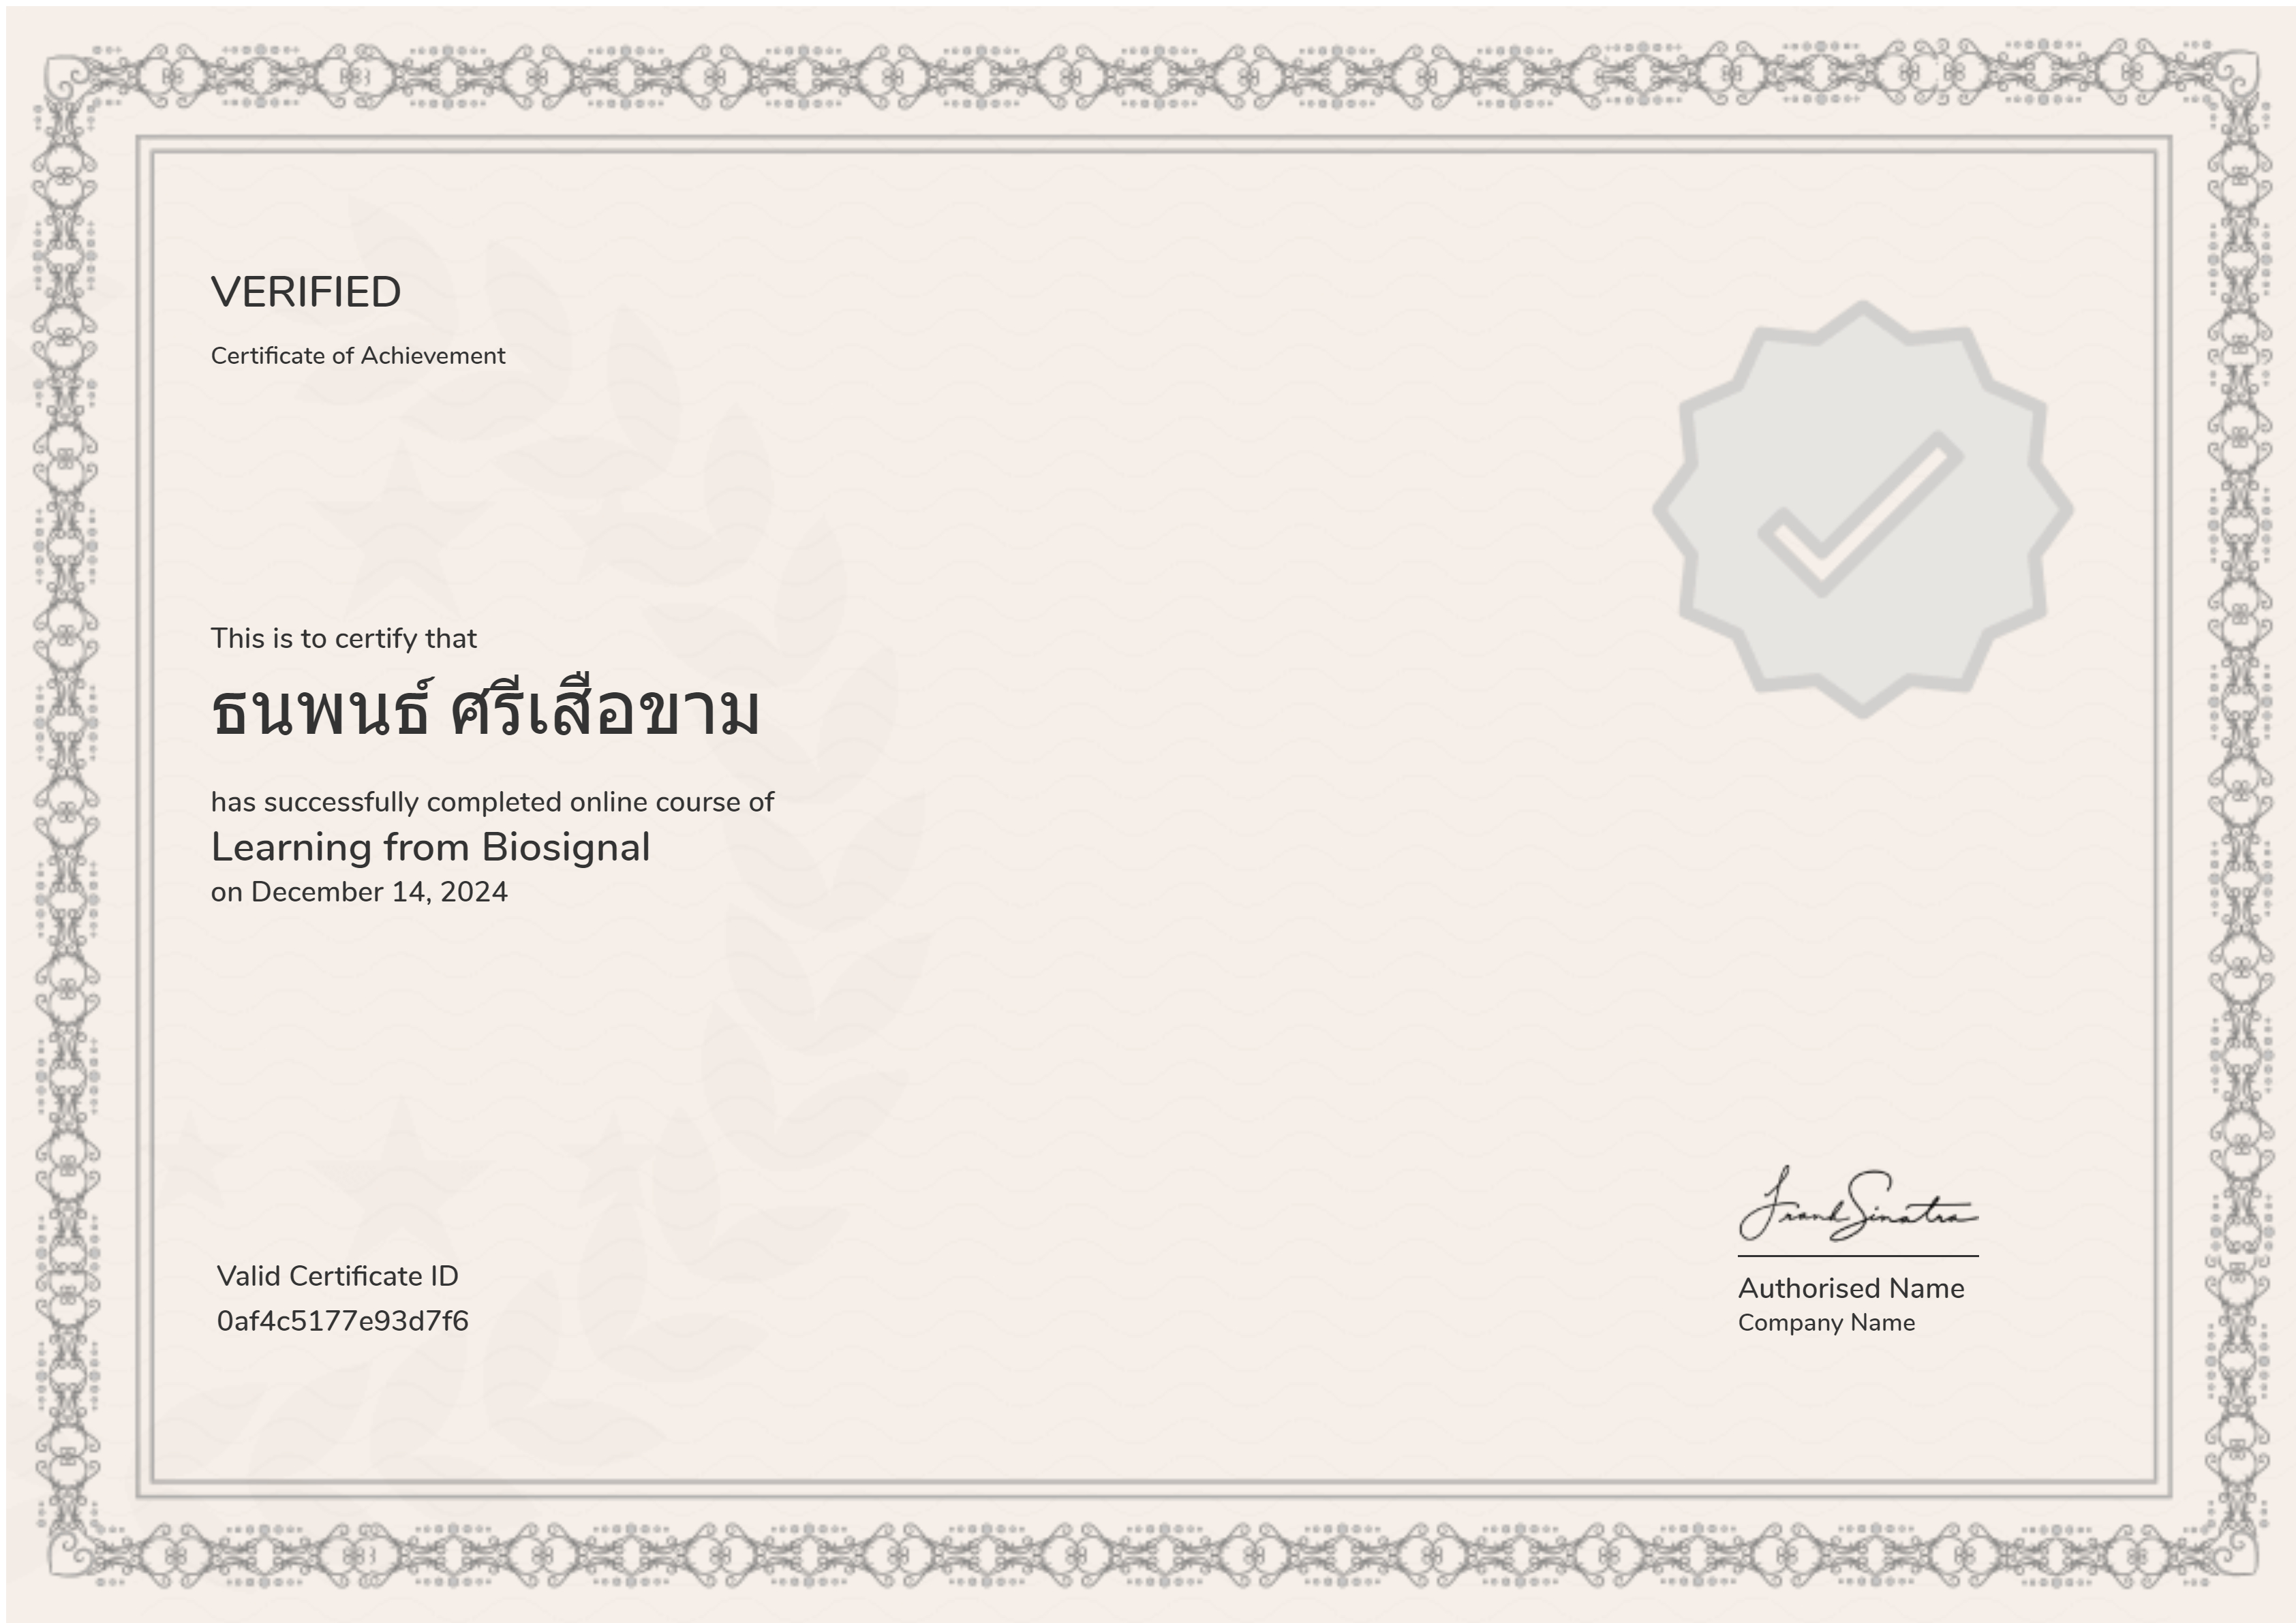 VERIFIED
Certificate of Achievement
This is to certify that
ธนพนธ์ ศรีเสือขาม
has successfully completed online course of
Learning from Biosignal
on December 14, 2024
Frank Sinatra
Valid Certificate ID
0af4c5177e93d7f6
Authorised Name
Company Name